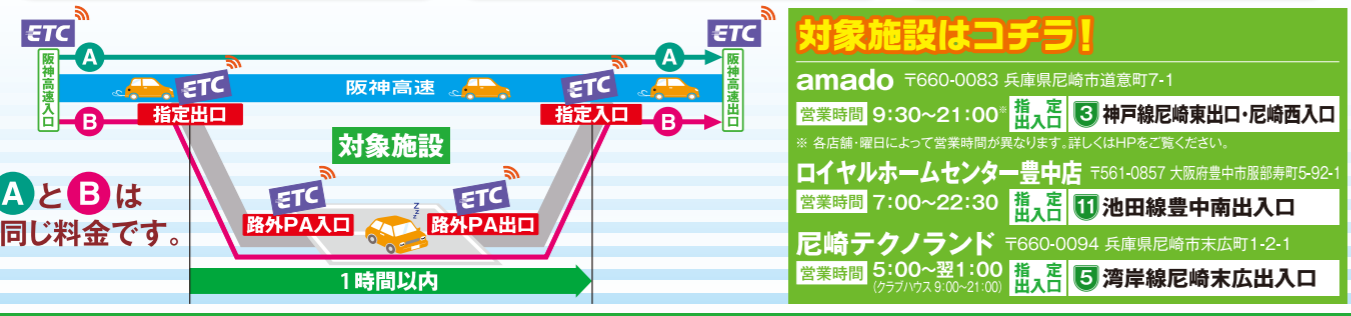 ETC
ETC
A
A
阪神高速入口
阪神高速出口
ETC
阪神高速
ETC
B
指定出口
指定入口
B
対象施設
AとBは
同じ料金です。
ETC
ETC
路外PA入口
zzz
路外PA出口
1時間以内
対象施設はコチラ!
amado 〒660-0083 兵庫県尼崎市道意町7-1
営業時間 9:30~21:00※ 指定出入口 3 神戸線尼崎東出口・尼崎西入口
※ 各店舗・曜日によって営業時間が異なります。詳しくはHPをご覧ください。
ロイヤルホームセンター豊中店 〒561-0857 大阪府豊中市服部寿町5-92-1
営業時間 7:00~22:30 指定出入口 11 池田線豊中南出入口
尼崎テクノランド 〒660-0094 兵庫県尼崎市末広町1-2-1
営業時間 5:00~翌1:00 指定出入口 5 湾岸線尼崎末広出入口
(クラブハウス 9:00~21:00)